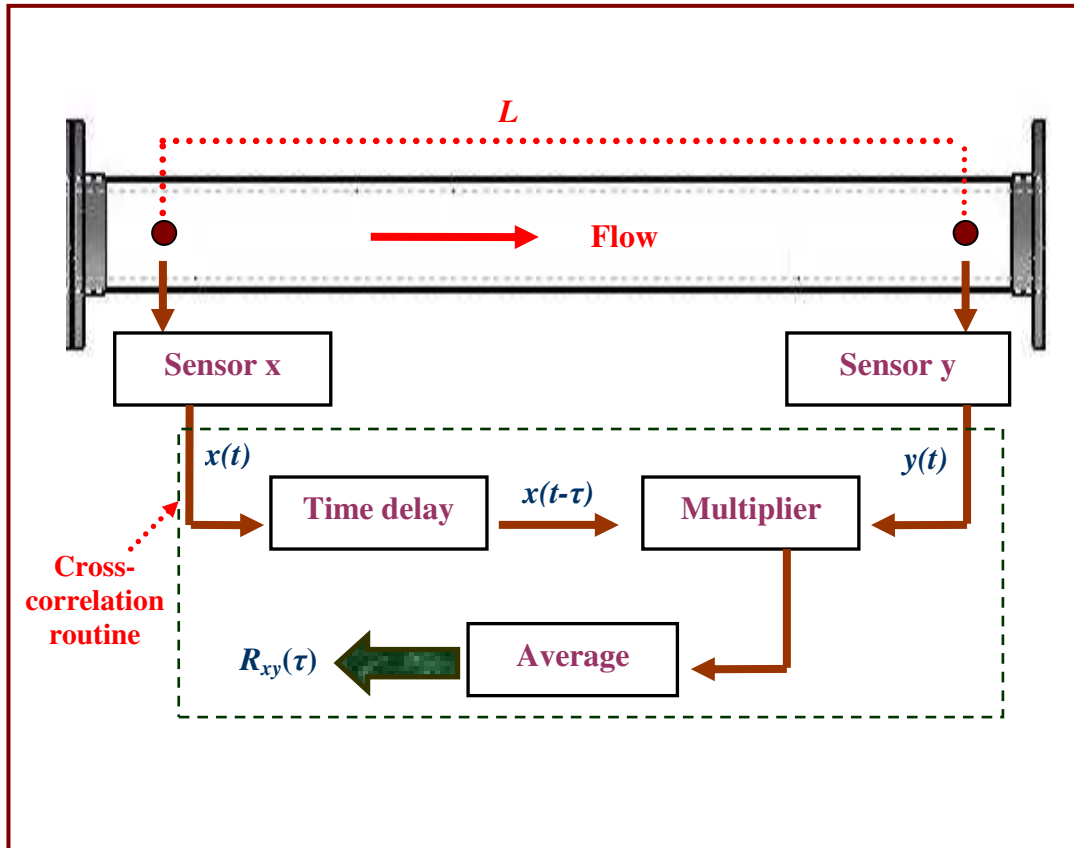 L
Flow
Sensor x
Sensor y
x(t)
y(t)
Time delay
x(t-τ)
Multiplier
Cross-
correlation
routine
Average
Rxy(τ)